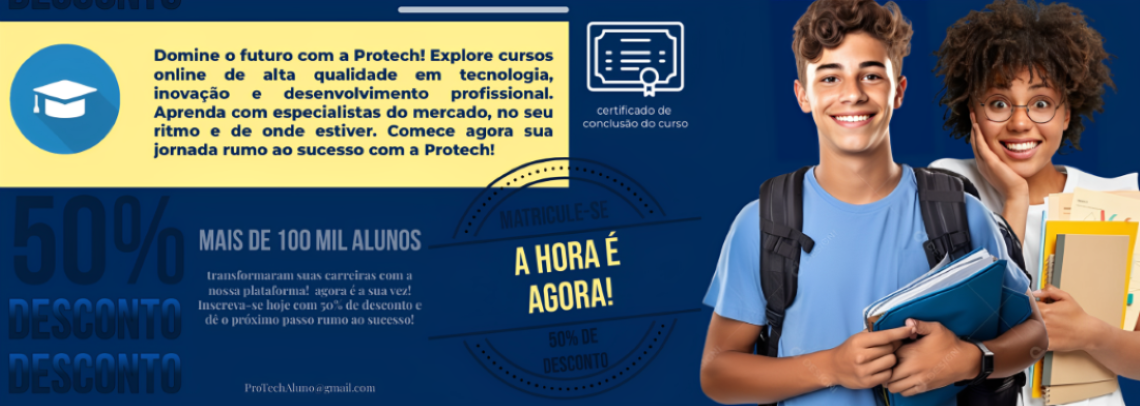 DESCONTO
Domine o futuro com a Protech! Explore cursos
online de alta qualidade em tecnologia,
inovação e desenvolvimento profissional.
Aprenda com especialistas do mercado, no seu
ritmo e de onde estiver. Comece agora sua
jornada rumo ao sucesso com a Protech!
certificado de
conclusão do curso
50%
DESCONTO
DESCONTO
MAIS DE 100 MIL ALUNOS
transformaram suas carreiras com a
nossa plataforma! agora é a sua vez!
Inscreva-se hoje com 50% de desconto e
dê o próximo passo rumo ao sucesso!
ProTechAluno@gmail.com
MATRICULE-SE
A HORA É
AGORA!
50% DE
DESCONTO